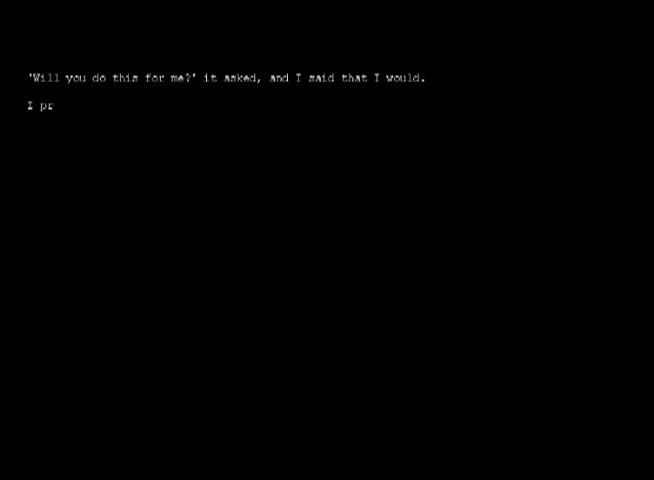 'Will you do this for me?' it asked, and I said that I would.
I pr